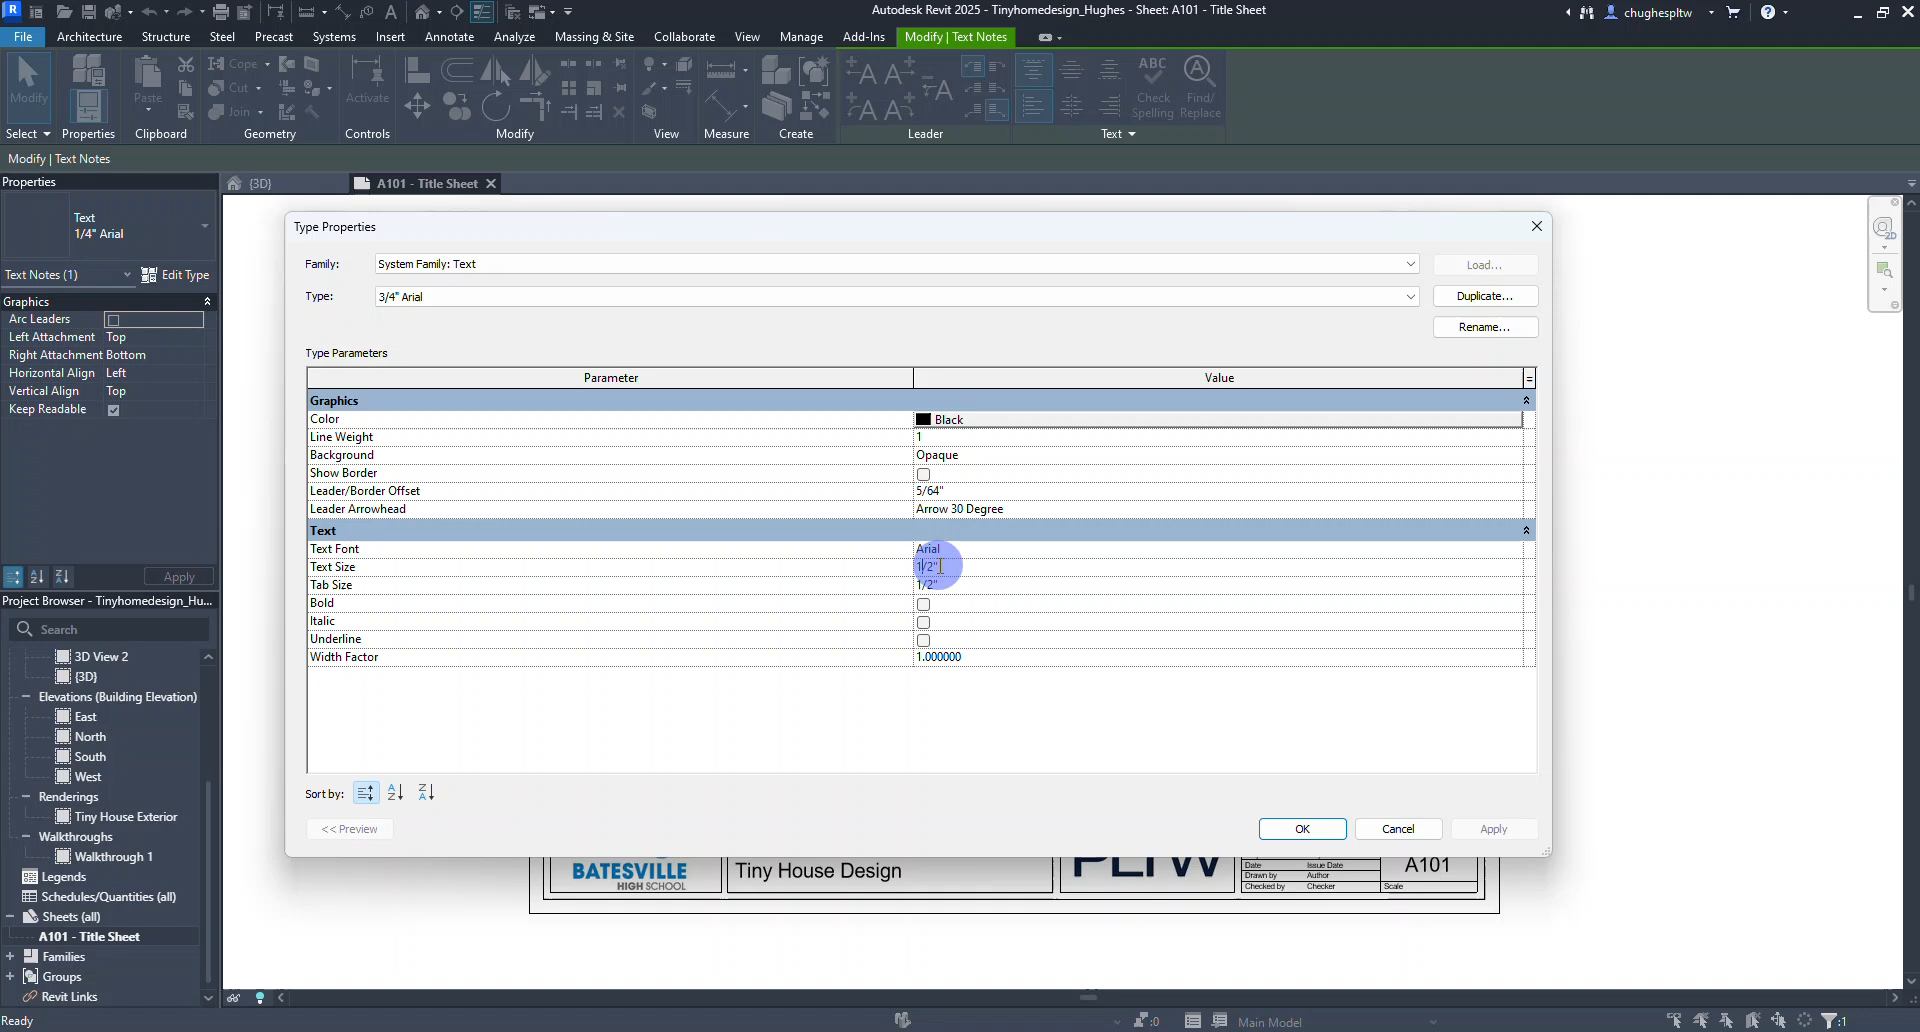 Autodesk Revit 2025 - Tinyhomedesign_Hughes - Sheet: A101 - Title Sheet
chughespltw
File Architecture Structure Steel Precast Systems Insert Annotate Analyze Massing & Site Collaborate View Manage Add-Ins Modify | Text Notes
Modify
Paste
Cope
Cut
Join
Activate
ABC
Check
Spelling
Find/
Replace
Select Properties Clipboard Geometry Controls Modify View Measure Create Leader Text
Modify | Text Notes
Properties
{3D}
A101 - Title Sheet
Text
1/4" Arial
Text Notes (1)
Edit Type
Graphics
Arc Leaders
Left Attachment Top
Right Attachment Bottom
Horizontal Align Left
Vertical Align Top
Keep Readable
Apply
Project Browser - Tinyhomedesign_Hu...
Search
3D View 2
{3D}
Elevations (Building Elevation)
East
North
South
West
Renderings
Tiny House Exterior
Walkthroughs
Walkthrough 1
Legends
Schedules/Quantities (all)
Sheets (all)
A101 - Title Sheet
Families
Groups
Revit Links
Type Properties
Family: System Family: Text Load...
Type: 3/4" Arial Duplicate...
Rename...
Type Parameters
Parameter Value =
Graphics
Color Black
Line Weight 1
Background Opaque
Show Border
Leader/Border Offset 5/64"
Leader Arrowhead Arrow 30 Degree
Text
Text Font Arial
Text Size 1/2"
Tab Size 1/2"
Bold
Italic
Underline
Width Factor 1.000000
Sort by:
<< Preview
OK Cancel Apply
BATESVILLE
HIGH SCHOOL
Tiny House Design
PLTW
Date Issue Date
Drawn by Author
Checked by Checker
A101
Scale
Ready
:0
Main Model
:1